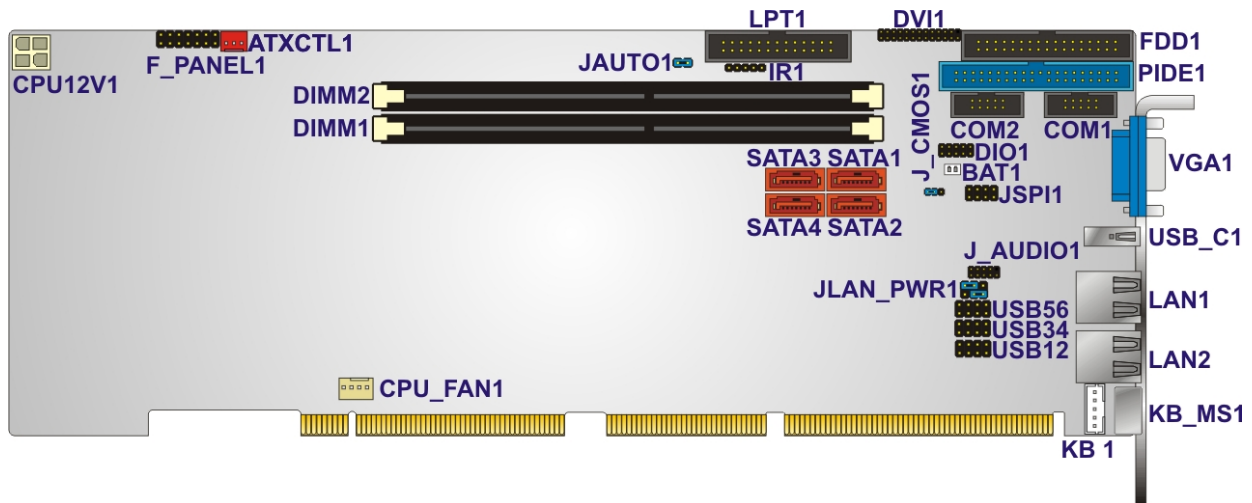 LPT1
DVI1
ATXCTL1
FDD1
F_PANEL1
JAUTO1
IR1
PIDE1
CPU12V1
DIMM2
J_CMOS1
DIMM1
COM2
COM1
SATA3
SATA1
DIO1
BAT1
VGA1
JSPI1
SATA4
SATA2
USB_C1
J_AUDIO1
JLAN_PWR1
LAN1
USB56
USB34
USB12
LAN2
CPU_FAN1
KB_MS1
KB 1